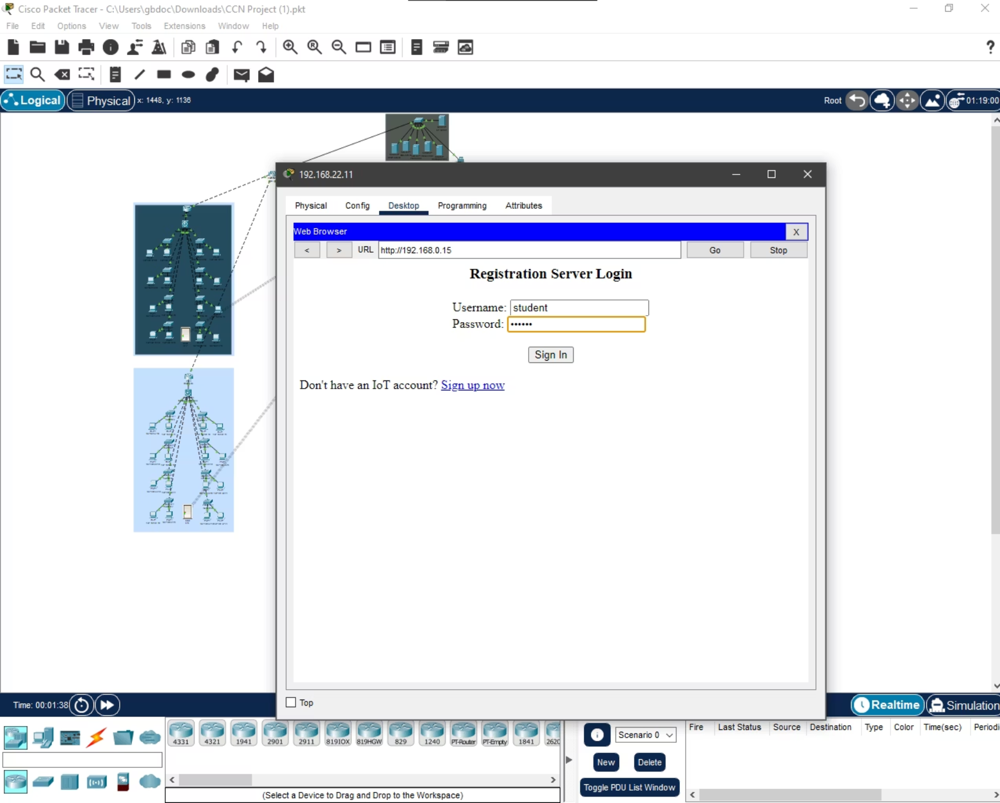 Cisco Packet Tracer - C:\Users\gbdoc\Downloads\CCN Project (1).pkt
File Edit Options View Tools Extensions Window Help
?
Logical Physical x: 1448, y: 1136 Root 01:19:00
192.168.22.11
Physical Config Desktop Programming Attributes
Web Browser X
< > URL http://192.168.0.15 Go Stop
Registration Server Login
Username: student
Password: ••••••
Sign In
Don't have an IoT account? Sign up now
Top
Time: 00:01:38 Realtime Simulation
4331 4321 1941 2901 2911 819IOX 819HGW 829 1240 PT-Router PT-Empty 1841 262
(Select a Device to Drag and Drop to the Workspace)
Scenario 0
New Delete
Toggle PDU List Window
Fire Last Status Source Destination Type Color Time(sec) Periodi